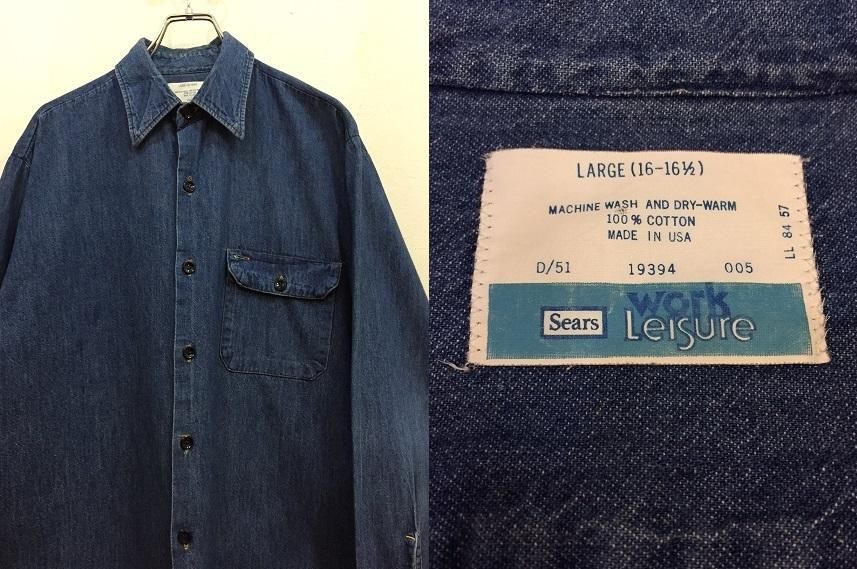 LARGE (16-16½)
MACHINE WASH AND DRY-WARM
100% COTTON
MADE IN USA
LL 84 57
D/51 19394 005
Sears work
Leisure